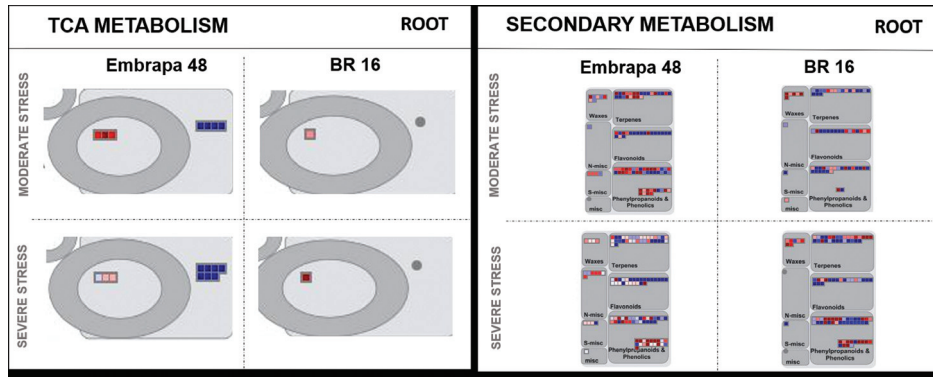 TCA METABOLISM
ROOT
Embrapa 48
BR 16
MODERATE STRESS
SEVERE STRESS
SECONDARY METABOLISM
ROOT
Embrapa 48
BR 16
MODERATE STRESS
Waxes
Terpenes
N-misc
Flavonoids
S-misc
misc
Phenylpropanoids &
Phenolics
Waxes
Terpenes
N-misc
Flavonoids
S-misc
misc
Phenylpropanoids &
Phenolics
SEVERE STRESS
Waxes
Terpenes
N-misc
Flavonoids
S-misc
misc
Phenylpropanoids &
Phenolics
Waxes
Terpenes
N-misc
Flavonoids
S-misc
misc
Phenylpropanoids &
Phenolics